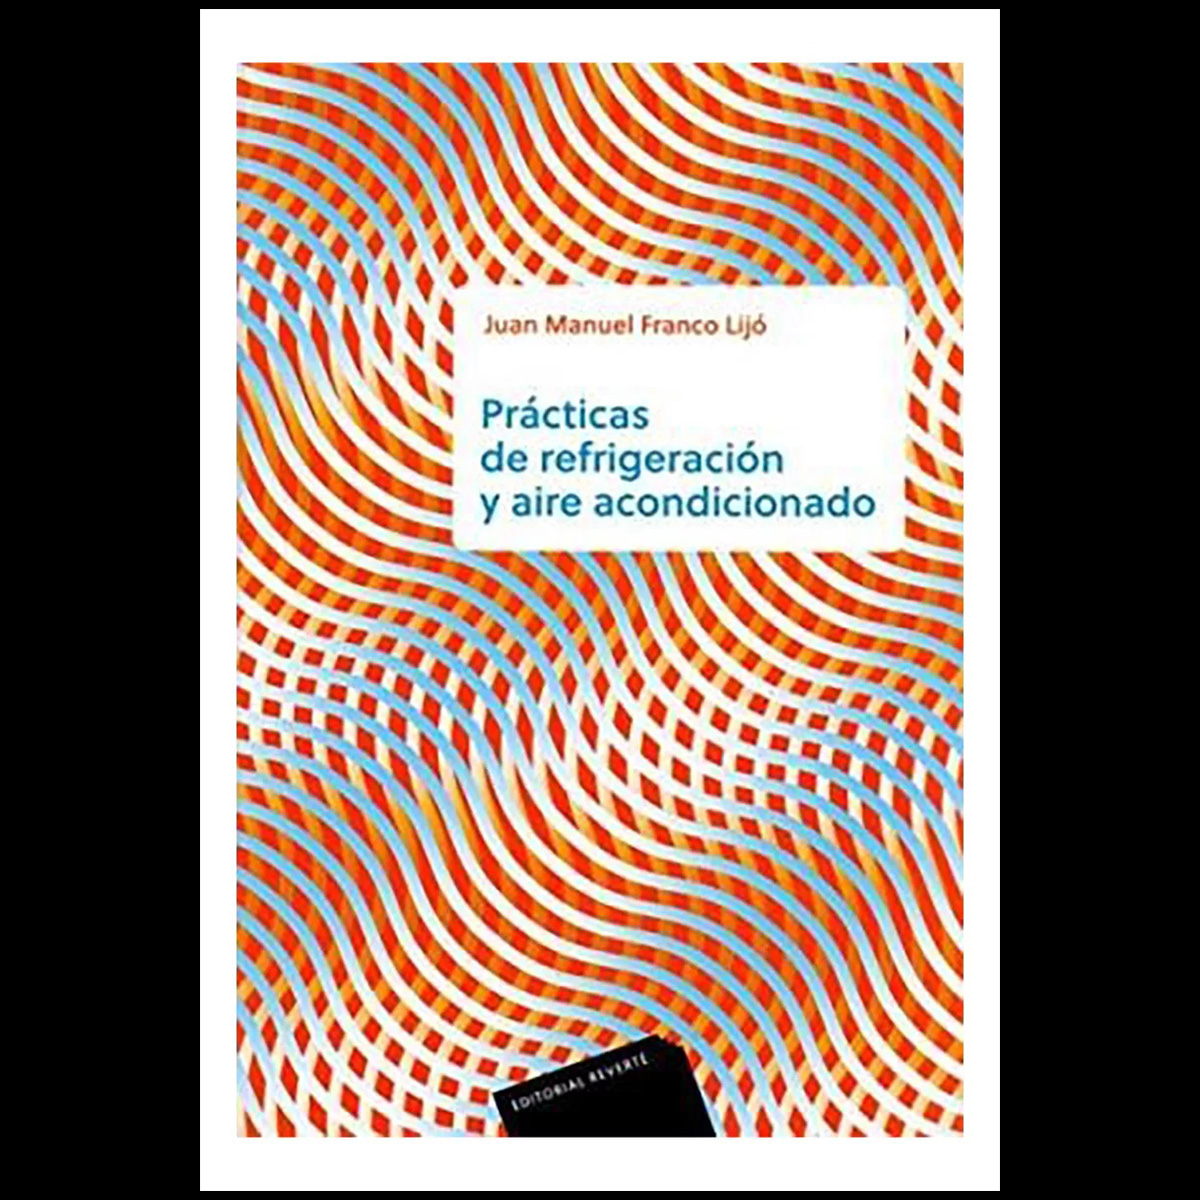 Juan Manuel Franco Lijó
Prácticas
de refrigeración
y aire acondicionado
EDITORIAL REVERTÉ